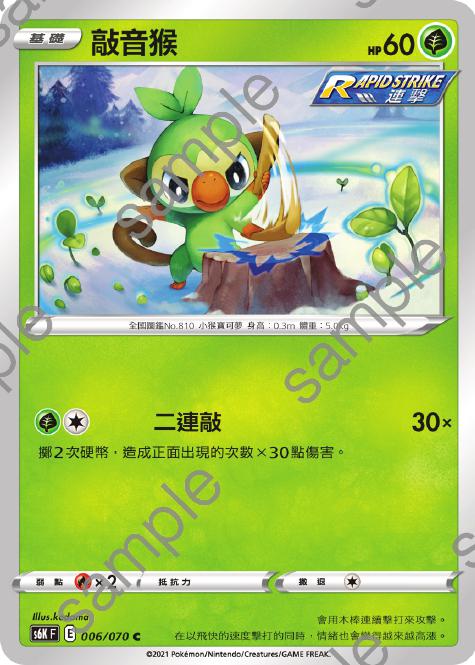 基礎 敲音猴 HP 60
RAPID STRIKE
連擊
全國圖鑑No.810 小猴寶可夢 身高：0.3m 體重：5.0kg
二連敲 30×
擲2次硬幣，造成正面出現的次數×30點傷害。
弱點 ×2 抵抗力 撤退
Illus.kodama
s6K F E 006/070 C
會用木棒連續擊打來攻擊。
在以飛快的速度擊打的同時，情緒也會變得越來越高漲。
©2021 Pokémon/Nintendo/Creatures/GAME FREAK.
sample
sample
sample
sample
sample
sample
sample